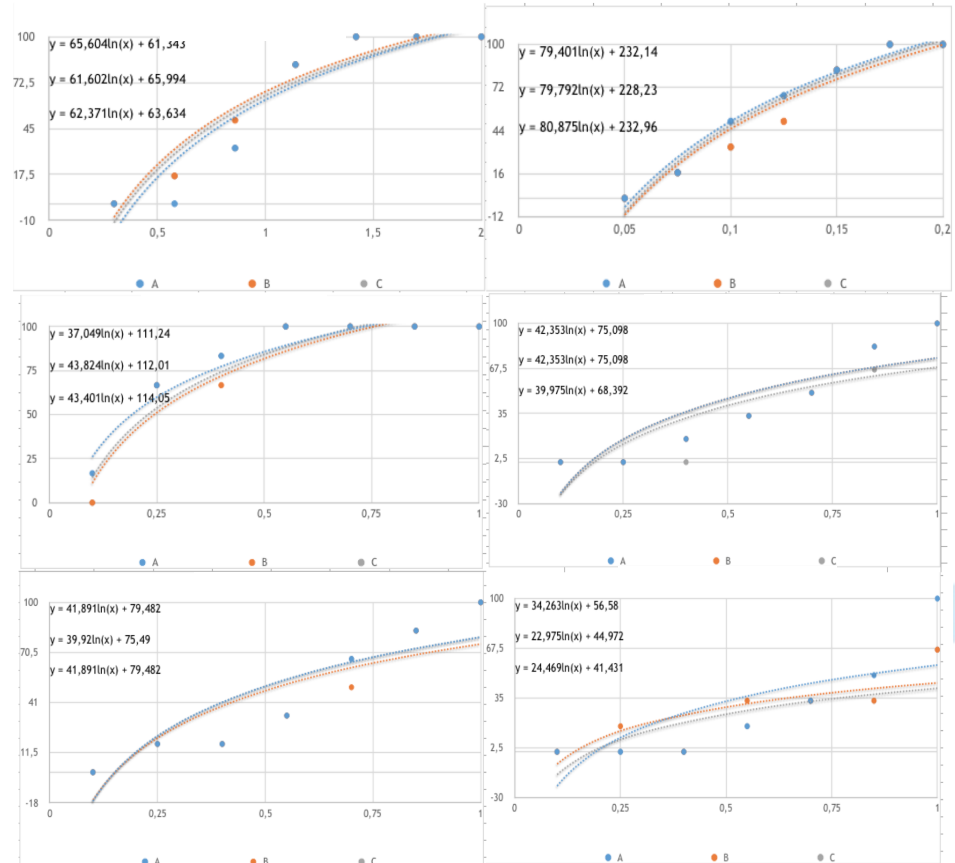 100
y = 65,604ln(x) + 61,343
72,5
y = 61,602ln(x) + 65,994
y = 62,371ln(x) + 63,634
45
17,5
-10
0 0,5 1 1,5 2
A B C
100
y = 79,401ln(x) + 232,14
72
y = 79,792ln(x) + 228,23
44
y = 80,875ln(x) + 232,96
16
-12
0 0,05 0,1 0,15 0,2
A B C
100
y = 37,049ln(x) + 111,24
75
y = 43,824ln(x) + 112,01
y = 43,401ln(x) + 114,05
50
25
0
0 0,25 0,5 0,75 1
A B C
100
y = 42,353ln(x) + 75,098
y = 42,353ln(x) + 75,098
67,5
y = 39,975ln(x) + 68,392
35
2,5
-30
0 0,25 0,5 0,75 1
A B C
100
y = 41,891ln(x) + 79,482
y = 39,92ln(x) + 75,49
70,5
y = 41,891ln(x) + 79,482
41
11,5
-18
0 0,25 0,5 0,75 1
A B C
100
y = 34,263ln(x) + 56,58
y = 22,975ln(x) + 44,972
67,5
y = 24,469ln(x) + 41,431
35
2,5
-30
0 0,25 0,5 0,75 1
A B C